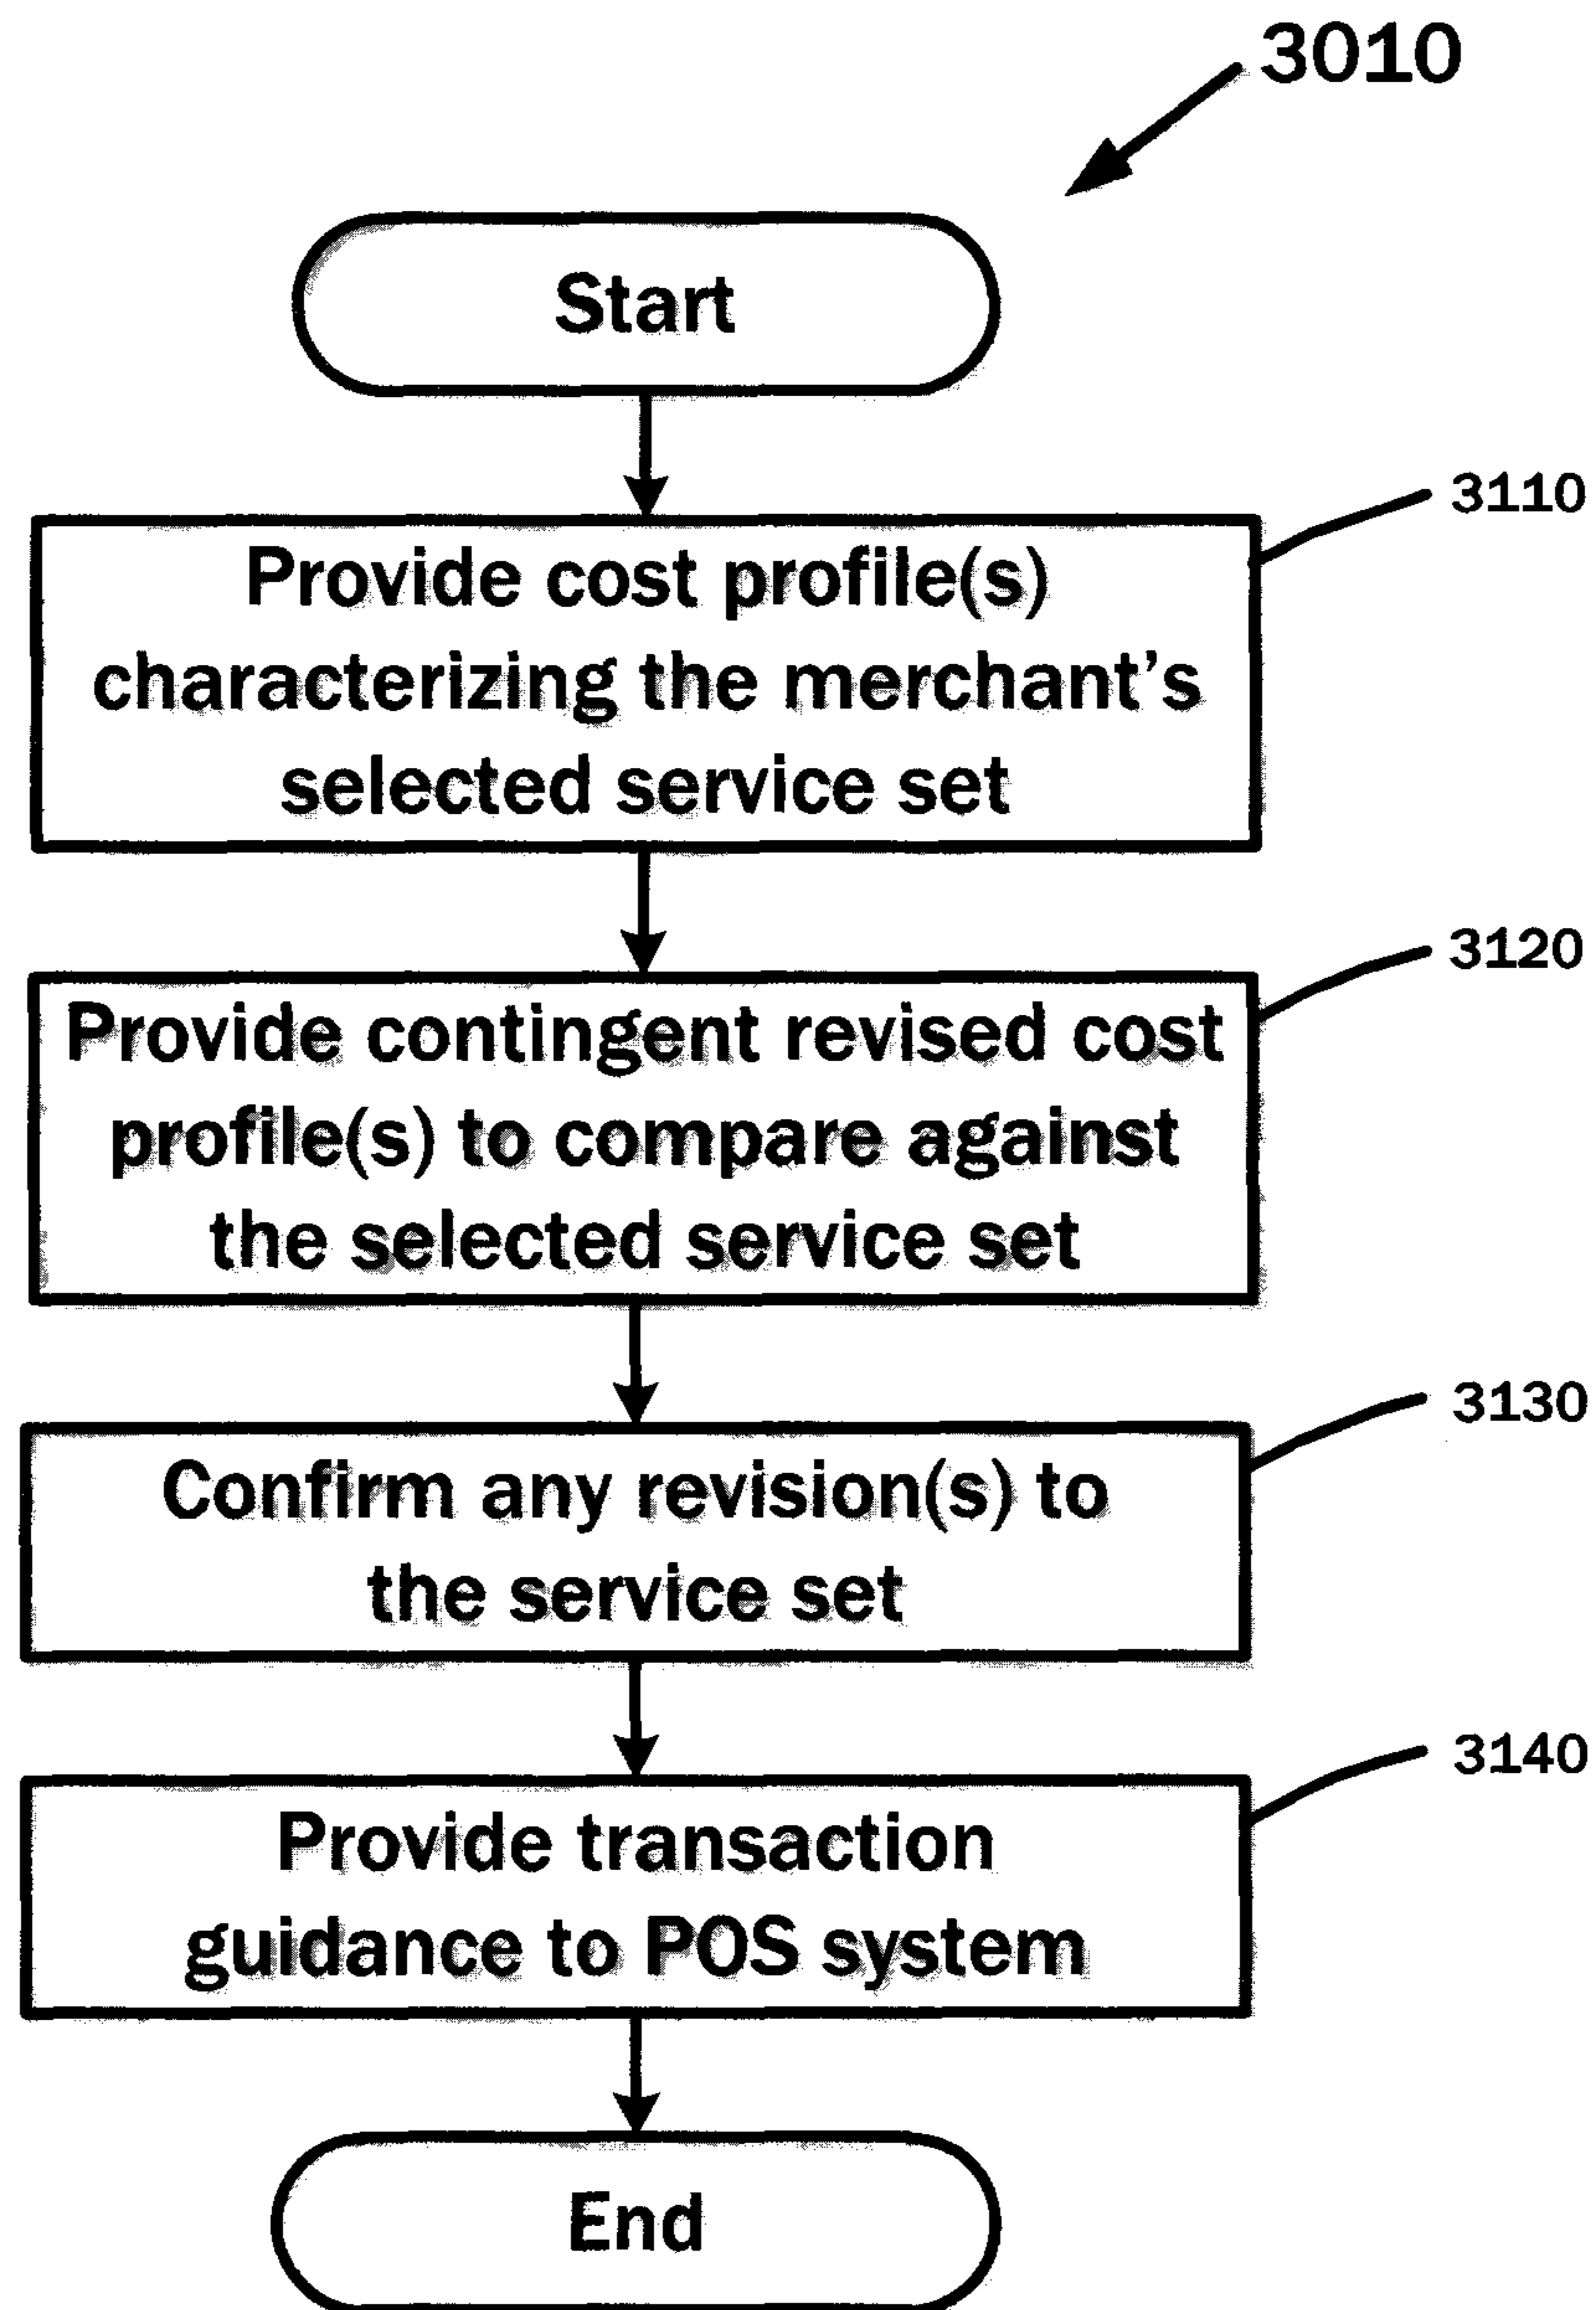 3010
Start
3110
Provide cost profile(s)
characterizing the merchant's
selected service set
3120
Provide contingent revised cost
profile(s) to compare against
the selected service set
3130
Confirm any revision(s) to
the service set
3140
Provide transaction
guidance to POS system
End